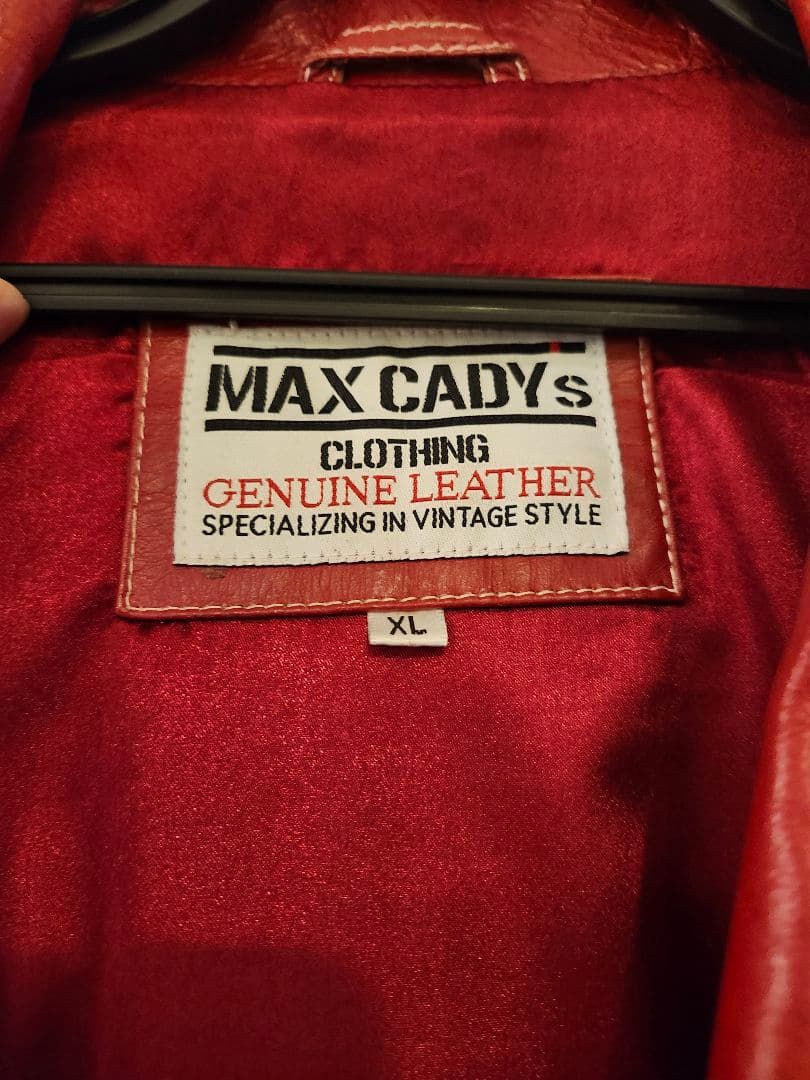 MAX CADYs
CLOTHING
GENUINE LEATHER
SPECIALIZING IN VINTAGE STYLE
XL